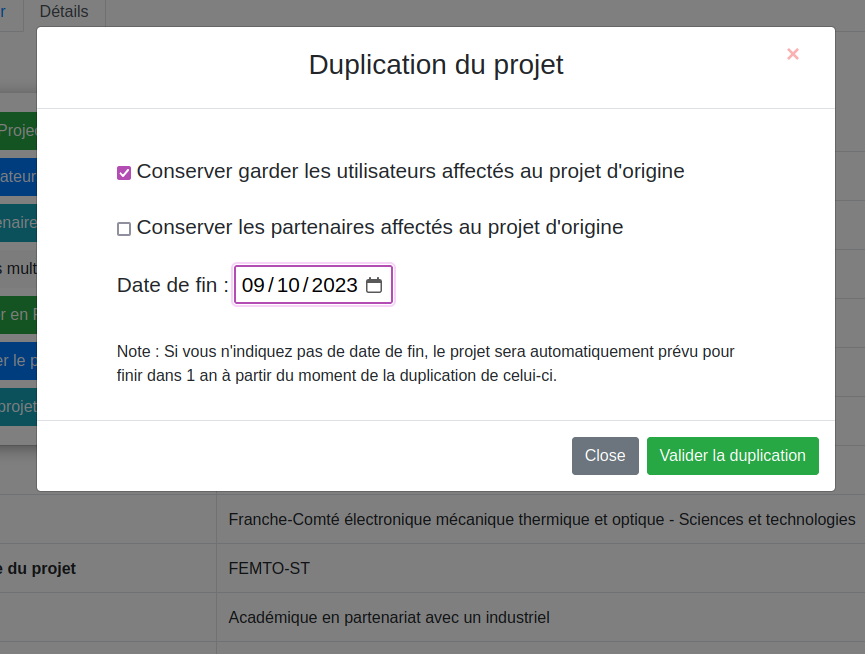 r Détails
Duplication du projet
×
Conserver garder les utilisateurs affectés au projet d'origine
Conserver les partenaires affectés au projet d'origine
Date de fin : 09/10/2023
Note : Si vous n'indiquez pas de date de fin, le projet sera automatiquement prévu pour
finir dans 1 an à partir du moment de la duplication de celui-ci.
Close Valider la duplication
Projec
ateur
enaire
s mult
r en F
er le p
projet
Franche-Comté électronique mécanique thermique et optique - Sciences et technologies
e du projet FEMTO-ST
Académique en partenariat avec un industriel